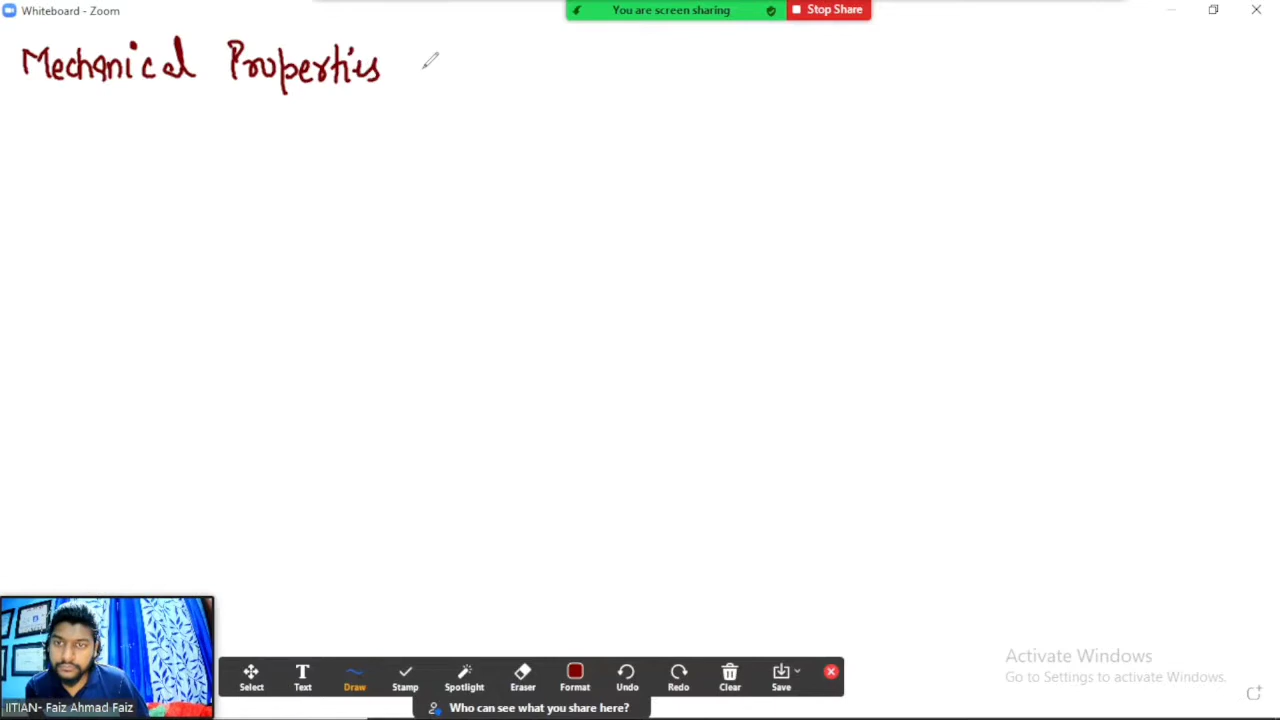 Whiteboard - Zoom
You are screen sharing
Stop Share
Mechanical Properties
Activate Windows
Go to Settings to activate Windows.
Select
Text
Draw
Stamp
Spotlight
Eraser
Format
Undo
Redo
Clear
Save
IITIAN- Faiz Ahmad Faiz
Who can see what you share here?